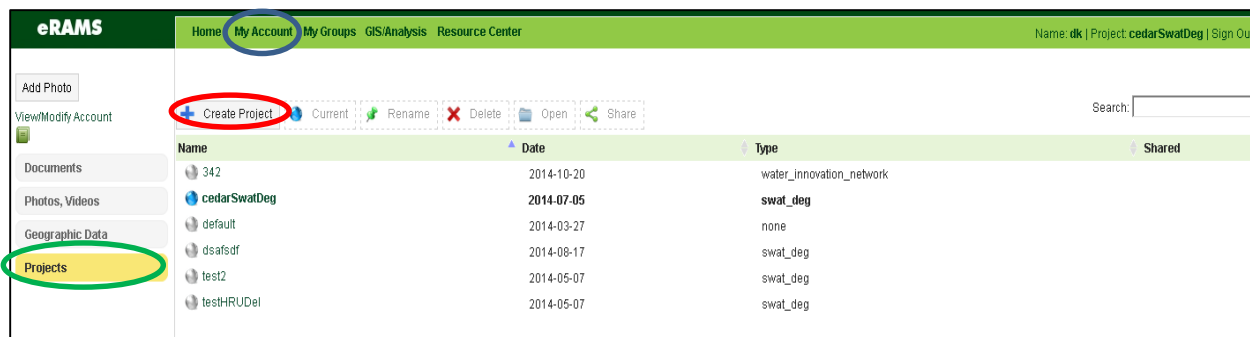 eRAMS
Home My Account My Groups GIS/Analysis Resource Center
Name: dk | Project: cedarSwatDeg | Sign Ou
Add Photo
View/Modify Account
Documents
Photos, Videos
Geographic Data
Projects
Create Project Current Rename Delete Open Share
Search:
Name Date Type Shared
342 2014-10-20 water_innovation_network
cedarSwatDeg 2014-07-05 swat_deg
default 2014-03-27 none
dsafsdf 2014-08-17 swat_deg
test2 2014-05-07 swat_deg
testHRUDel 2014-05-07 swat_deg